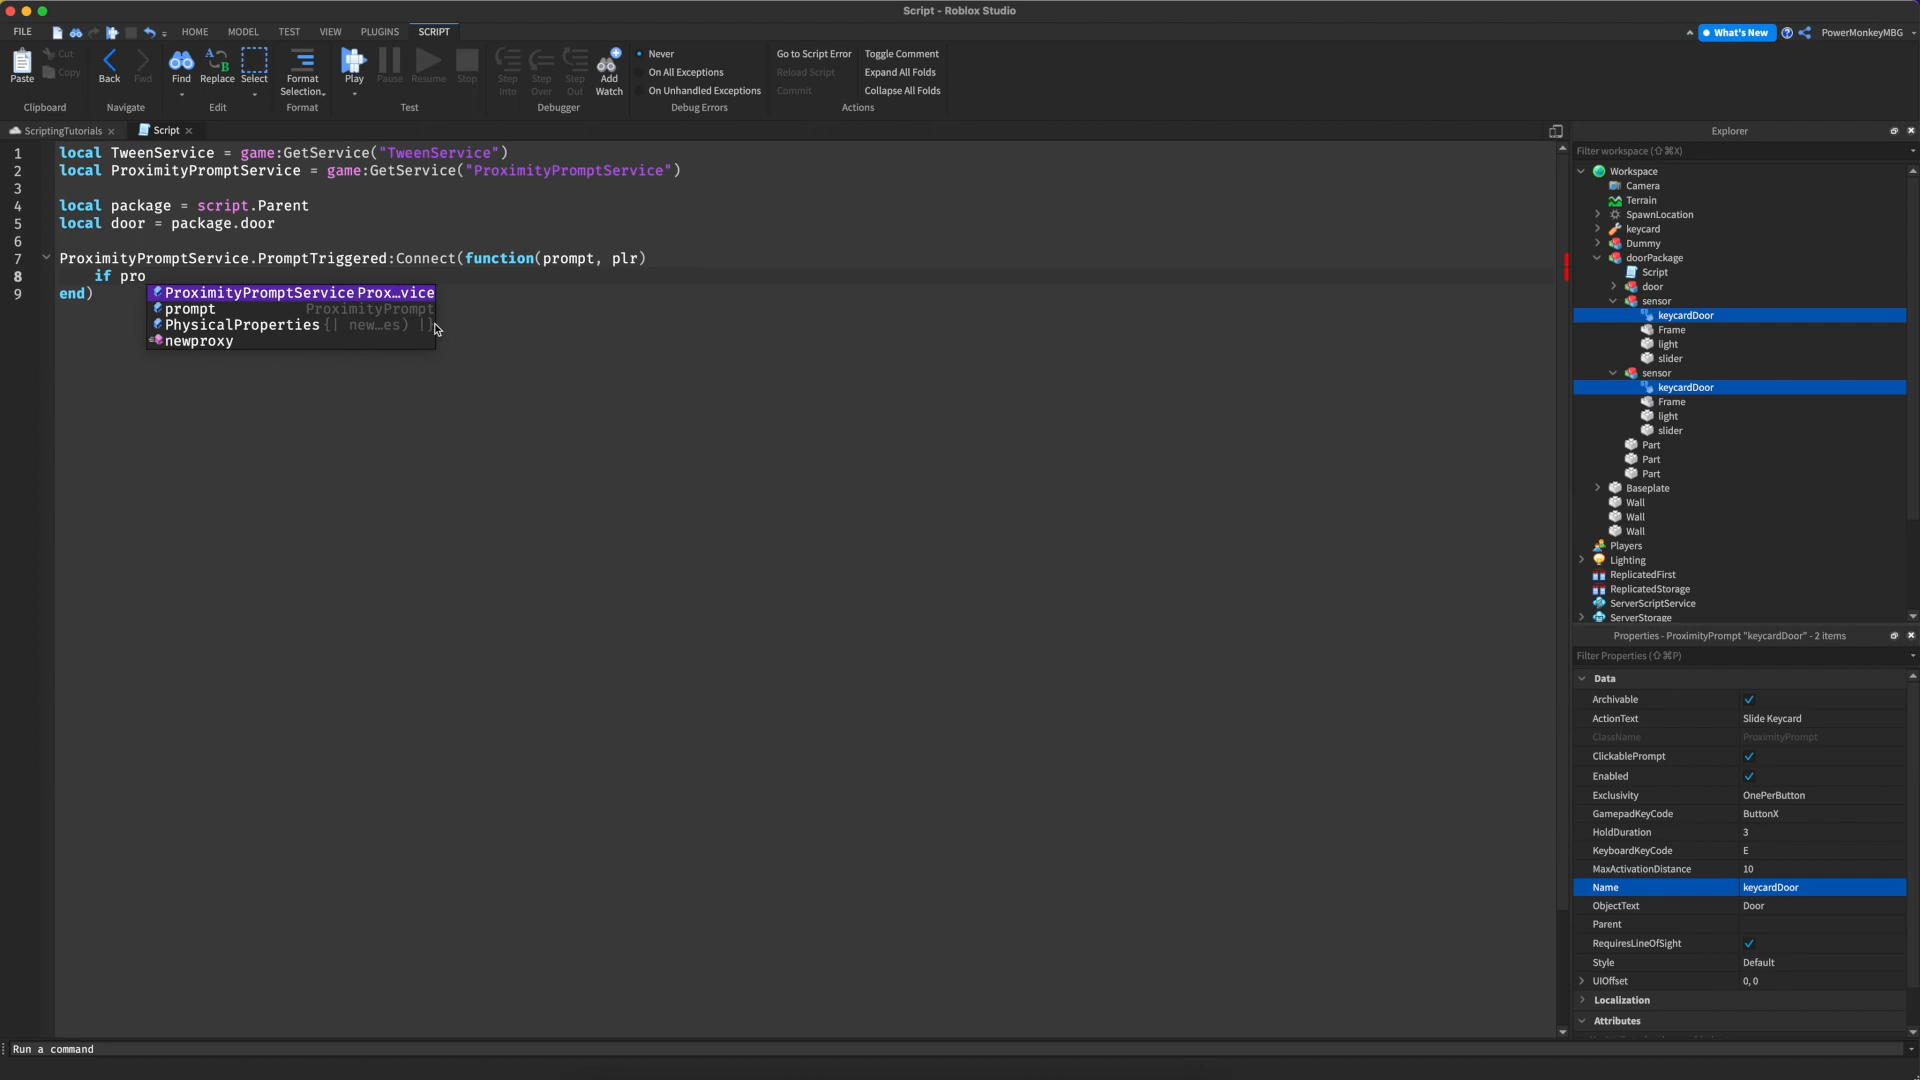 Script - Roblox Studio
FILE HOME MODEL TEST VIEW PLUGINS SCRIPT What's New PowerMonkeyMBG
Paste Cut Copy Back Fwd Find Replace Select Format Selection Play Pause Resume Stop Step Into Step Over Step Out Add Watch
Never
On All Exceptions
On Unhandled Exceptions
Go to Script Error
Reload Script
Commit
Toggle Comment
Expand All Folds
Collapse All Folds
Clipboard Navigate Edit Format Test Debugger Debug Errors Actions
ScriptingTutorials Script
1 local TweenService = game:GetService("TweenService")
2 local ProximityPromptService = game:GetService("ProximityPromptService")
3
4 local package = script.Parent
5 local door = package.door
6
7 ProximityPromptService.PromptTriggered:Connect(function(prompt, plr)
8 if pro
9 end)
ProximityPromptService Prox...vice
prompt ProximityPrompt
PhysicalProperties {| new...es) |}
newproxy
Explorer
Filter workspace (⇧⌘X)
Workspace
Camera
Terrain
SpawnLocation
keycard
Dummy
doorPackage
Script
door
sensor
keycardDoor
Frame
light
slider
sensor
keycardDoor
Frame
light
slider
Part
Part
Part
Baseplate
Wall
Wall
Wall
Players
Lighting
ReplicatedFirst
ReplicatedStorage
ServerScriptService
ServerStorage
Properties - ProximityPrompt "keycardDoor" - 2 items
Filter Properties (⇧⌘P)
Data
Archivable
ActionText Slide Keycard
ClassName ProximityPrompt
ClickablePrompt
Enabled
Exclusivity OnePerButton
GamepadKeyCode ButtonX
HoldDuration 3
KeyboardKeyCode E
MaxActivationDistance 10
Name keycardDoor
ObjectText Door
Parent
RequiresLineOfSight
Style Default
UIOffset 0, 0
Localization
Attributes
Run a command